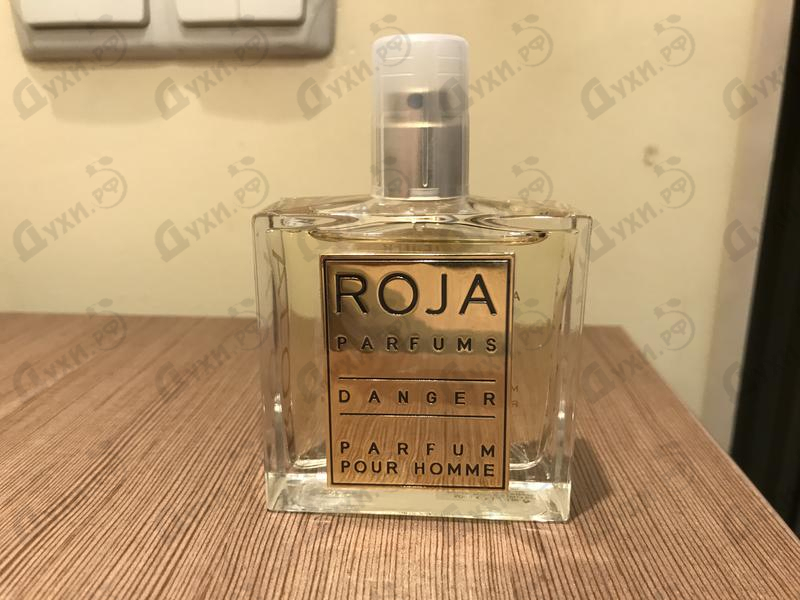 ROJA
PARFUMS
DANGER
PARFUM
POUR HOMME
Духи.рф